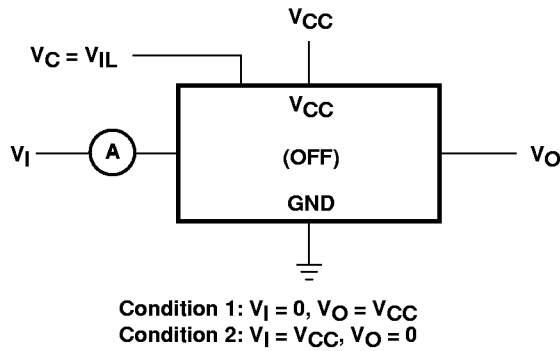 VCC
VC = VIL
VCC
VI
A
(OFF)
VO
GND
Condition 1: VI = 0, VO = VCC
Condition 2: VI = VCC, VO = 0